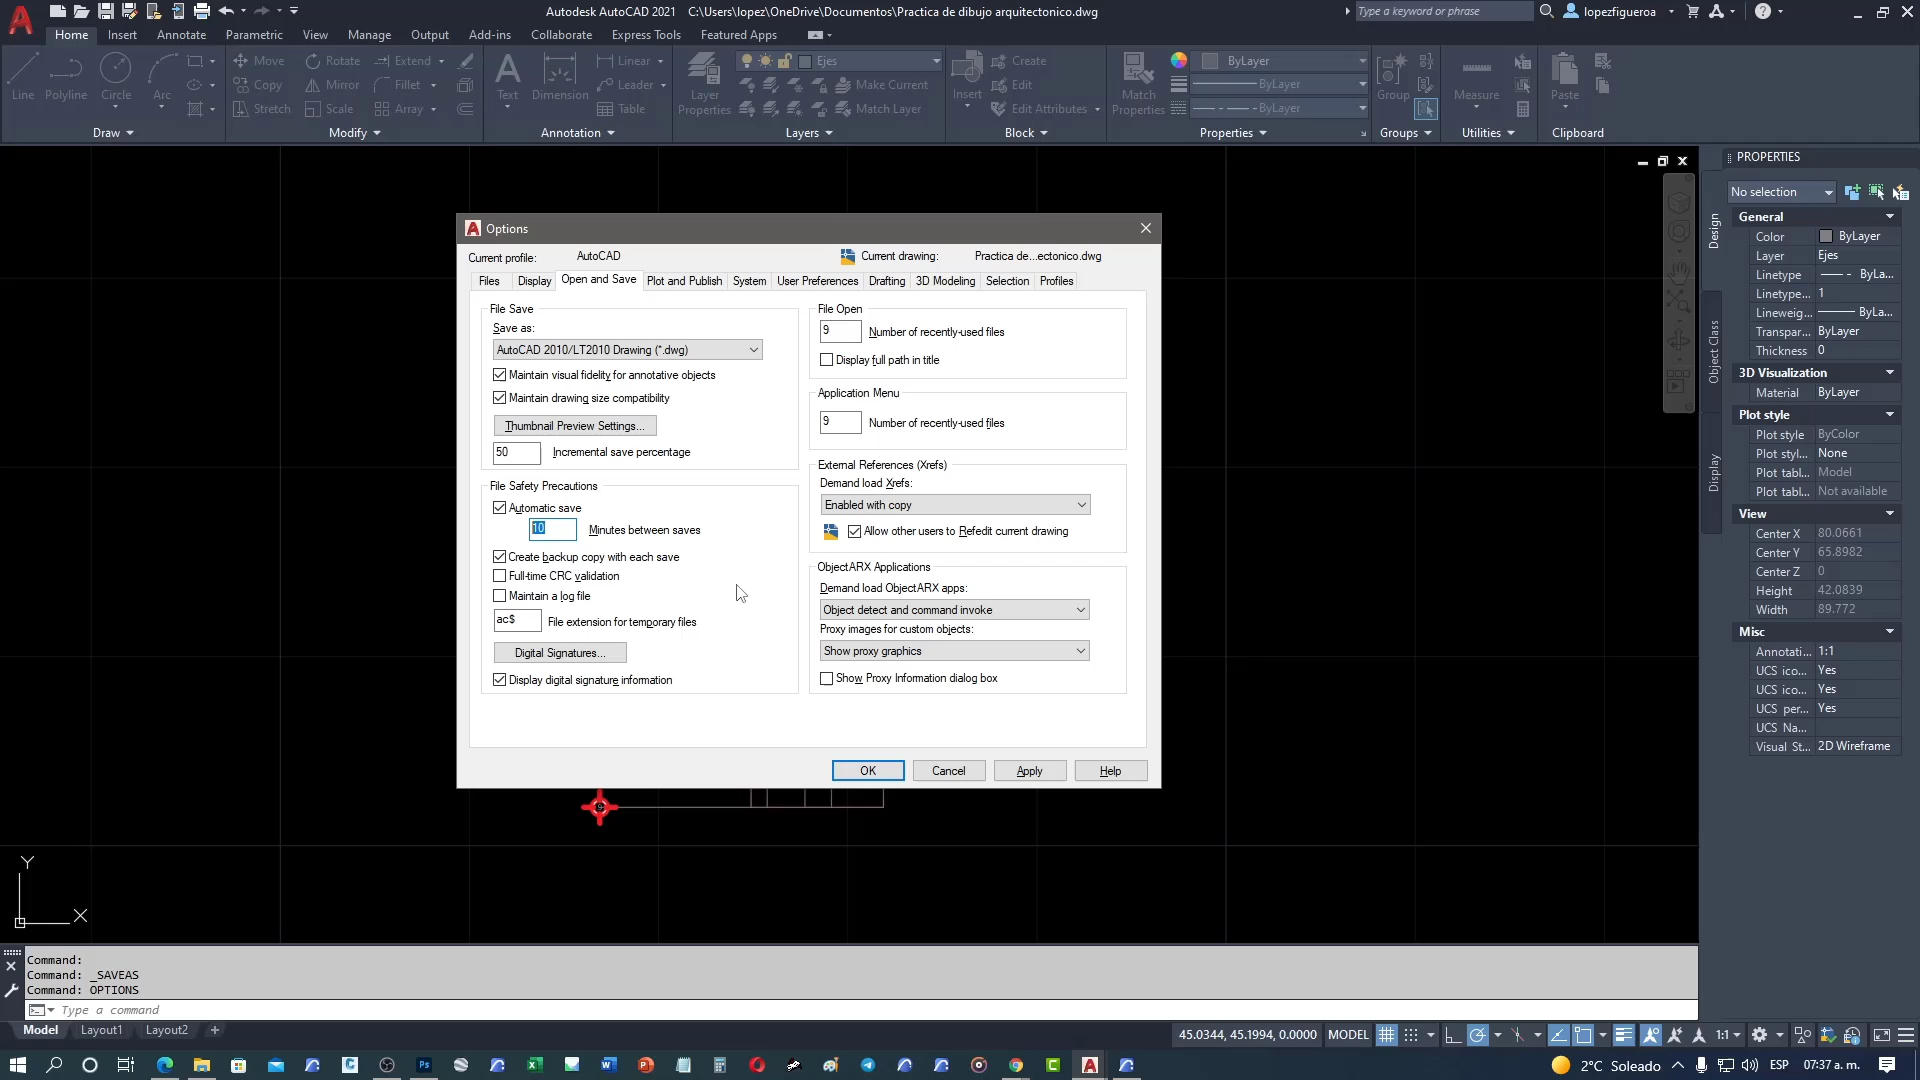 Autodesk AutoCAD 2021 C:\Users\lopez\OneDrive\Documentos\Practica de dibujo arquitectonico.dwg
Type a keyword or phrase
lopezfigueroa
Home Insert Annotate Parametric View Manage Output Add-ins Collaborate Express Tools Featured Apps
Line Polyline Circle Arc
Draw
Move Rotate Extend
Copy Mirror Fillet
Stretch Scale Array
Modify
Text Dimension
Linear
Leader
Table
Annotation
Layer Properties
Ejes
Make Current
Match Layer
Layers
Insert
Create
Edit
Edit Attributes
Block
Match Properties
ByLayer
ByLayer
ByLayer
Properties
Group
Groups
Measure
Utilities
Paste
Clipboard
PROPERTIES
No selection
General
Color ByLayer
Layer Ejes
Linetype ByLa...
Linetype... 1
Lineweig... ByLa...
Transpar... ByLayer
Thickness 0
3D Visualization
Material ByLayer
Plot style
Plot style ByColor
Plot styl... None
Plot tabl... Model
Plot tabl... Not available
View
Center X 80.0661
Center Y 65.8982
Center Z 0
Height 42.0839
Width 89.772
Misc
Annotati... 1:1
UCS ico... Yes
UCS ico... Yes
UCS per... Yes
UCS Na...
Visual St... 2D Wireframe
Design
Object Class
Display
Options
Current profile: AutoCAD
Current drawing: Practica de...ectonico.dwg
Files Display Open and Save Plot and Publish System User Preferences Drafting 3D Modeling Selection Profiles
File Save
Save as:
AutoCAD 2010/LT2010 Drawing (*.dwg)
Maintain visual fidelity for annotative objects
Maintain drawing size compatibility
Thumbnail Preview Settings...
50 Incremental save percentage
File Safety Precautions
Automatic save
10 Minutes between saves
Create backup copy with each save
Full-time CRC validation
Maintain a log file
ac$ File extension for temporary files
Digital Signatures...
Display digital signature information
File Open
9 Number of recently-used files
Display full path in title
Application Menu
9 Number of recently-used files
External References (Xrefs)
Demand load Xrefs:
Enabled with copy
Allow other users to Refedit current drawing
ObjectARX Applications
Demand load ObjectARX apps:
Object detect and command invoke
Proxy images for custom objects:
Show proxy graphics
Show Proxy Information dialog box
OK Cancel Apply Help
Y
X
Command:
Command: _SAVEAS
Command: OPTIONS
Type a command
Model Layout1 Layout2 +
45.0344, 45.1994, 0.0000 MODEL 1:1
2°C Soleado ESP 07:37 a. m.